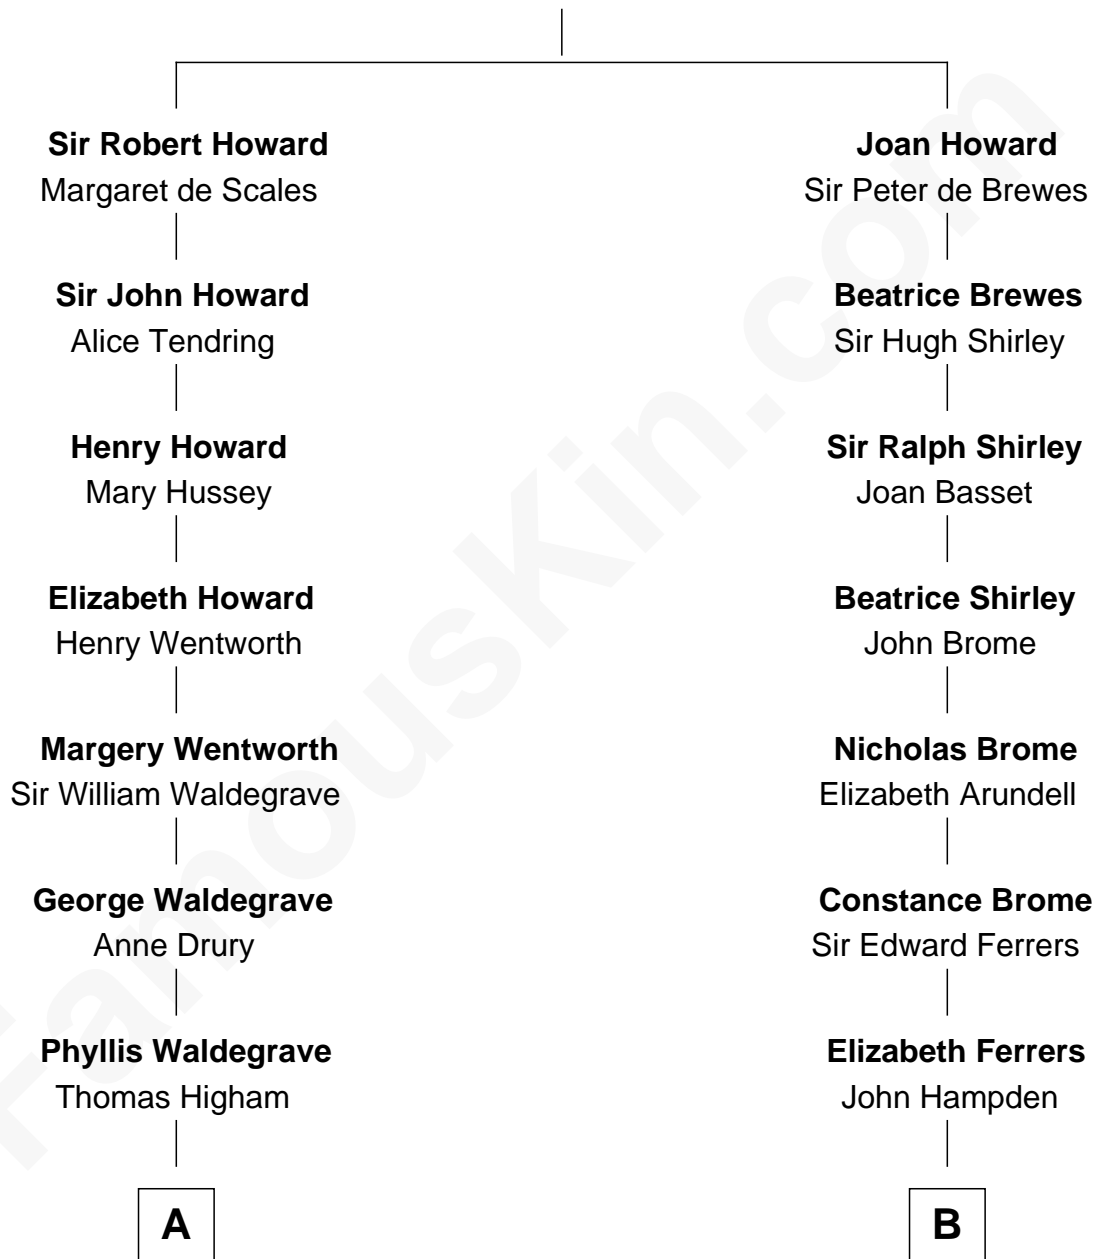 Sir Robert Howard
Margaret de Scales
Sir John Howard
Alice Tendring
Henry Howard
Mary Hussey
Elizabeth Howard
Henry Wentworth
Margery Wentworth
Sir William Waldegrave
George Waldegrave
Anne Drury
Phyllis Waldegrave
Thomas Higham
A
Joan Howard
Sir Peter de Brewes
Beatrice Brewes
Sir Hugh Shirley
Sir Ralph Shirley
Joan Basset
Beatrice Shirley
John Brome
Nicholas Brome
Elizabeth Arundell
Constance Brome
Sir Edward Ferrers
Elizabeth Ferrers
John Hampden
B
FamousKin.com